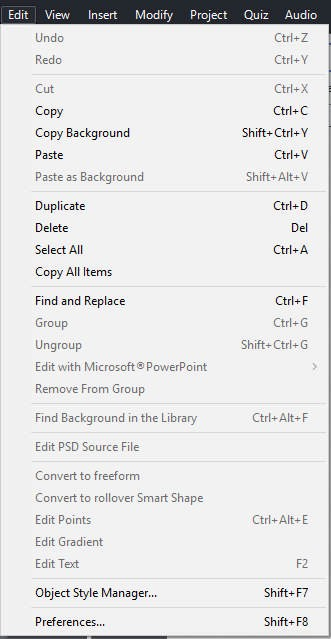 Edit View Insert Modify Project Quiz Audio
Undo Ctrl+Z
Redo Ctrl+Y
Cut Ctrl+X
Copy Ctrl+C
Copy Background Shift+Ctrl+Y
Paste Ctrl+V
Paste as Background Shift+Alt+V
Duplicate Ctrl+D
Delete Del
Select All Ctrl+A
Copy All Items
Find and Replace Ctrl+F
Group Ctrl+G
Ungroup Shift+Ctrl+G
Edit with Microsoft®PowerPoint
Remove From Group
Find Background in the Library Ctrl+Alt+F
Edit PSD Source File
Convert to freeform
Convert to rollover Smart Shape
Edit Points Ctrl+Alt+E
Edit Gradient
Edit Text F2
Object Style Manager... Shift+F7
Preferences... Shift+F8